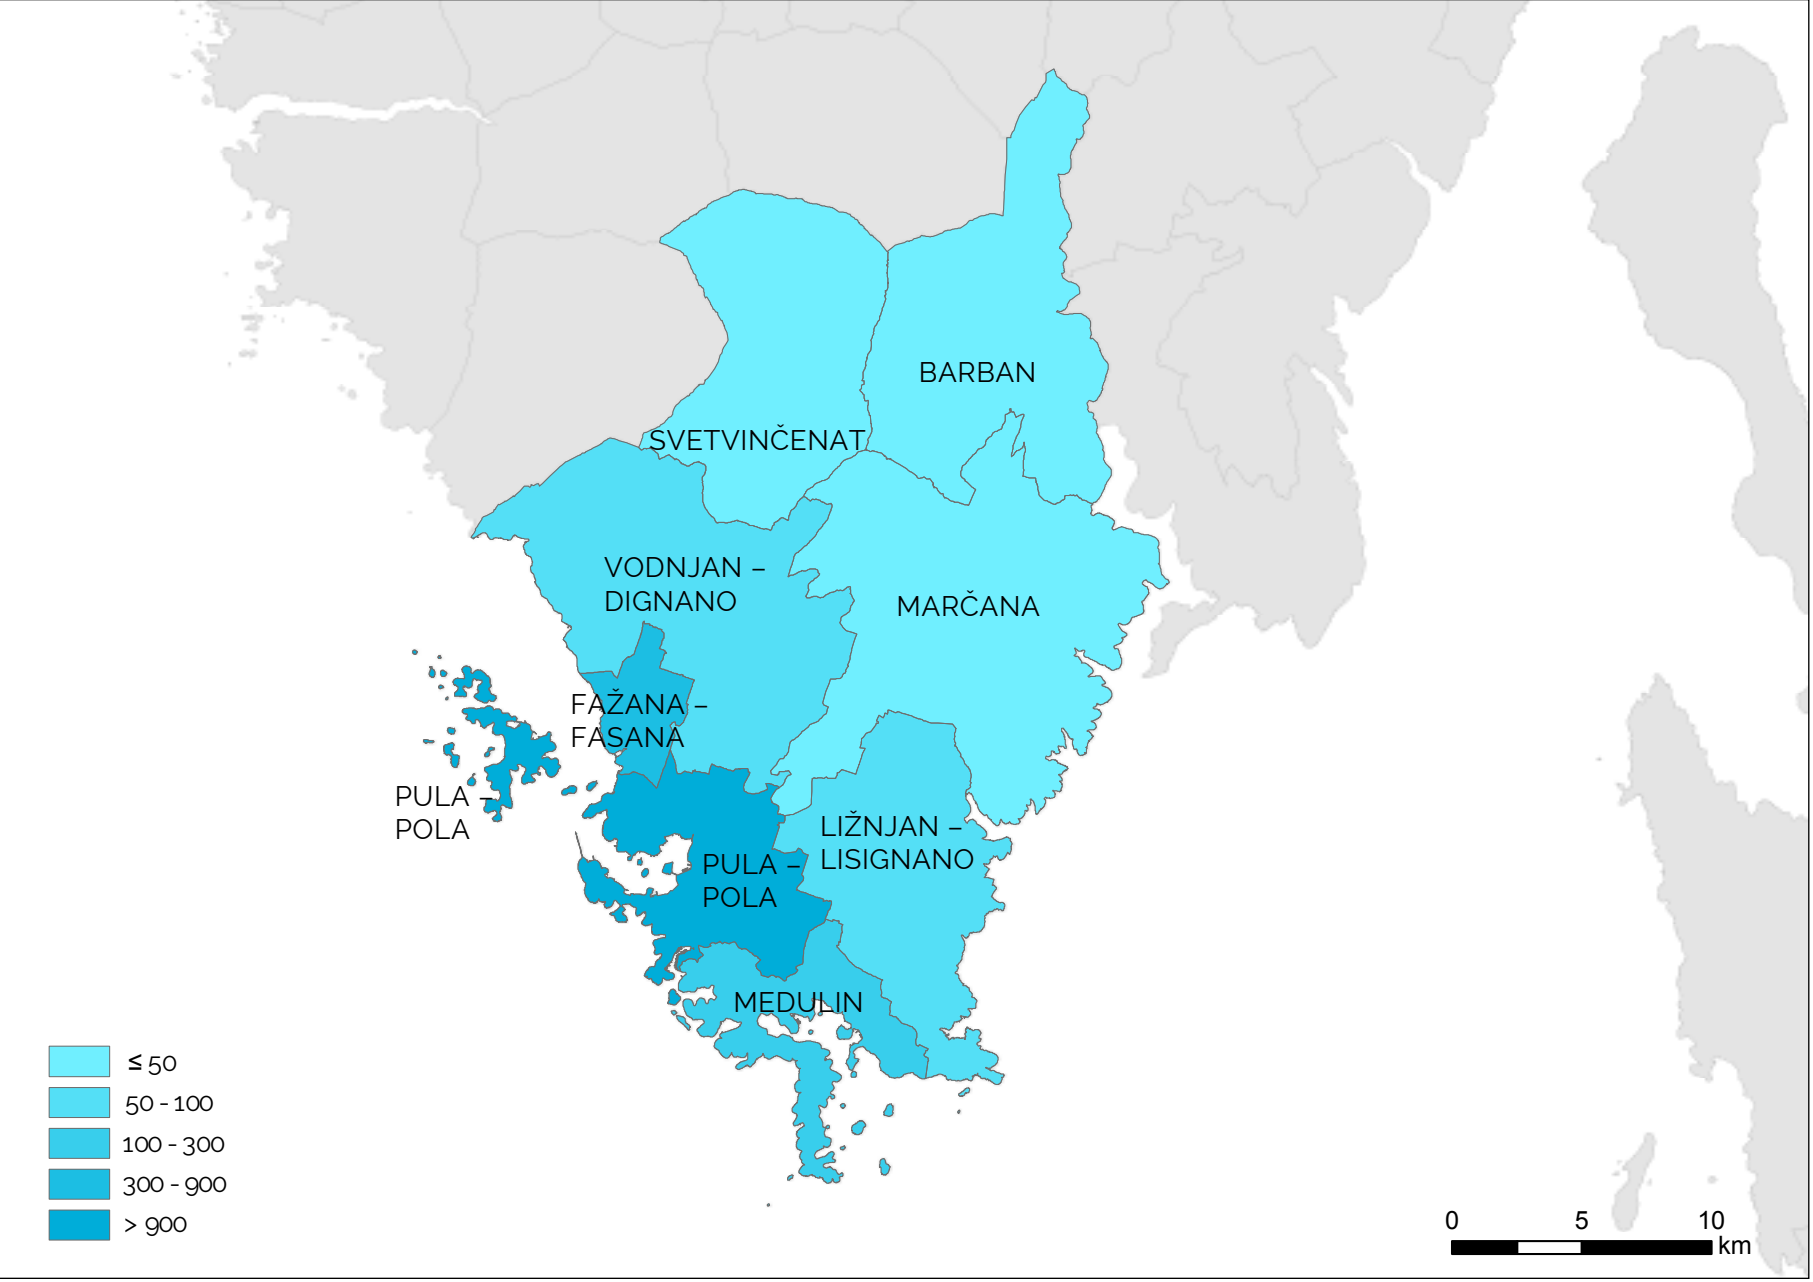 BARBAN
SVETVINČENAT
VODNJAN –
DIGNANO
MARČANA
FAŽANA –
FASANA
PULA –
POLA
LIŽNJAN –
LISIGNANO
PULA –
POLA
MEDULIN
≤ 50
50 - 100
100 - 300
300 - 900
> 900
0 5 10
km